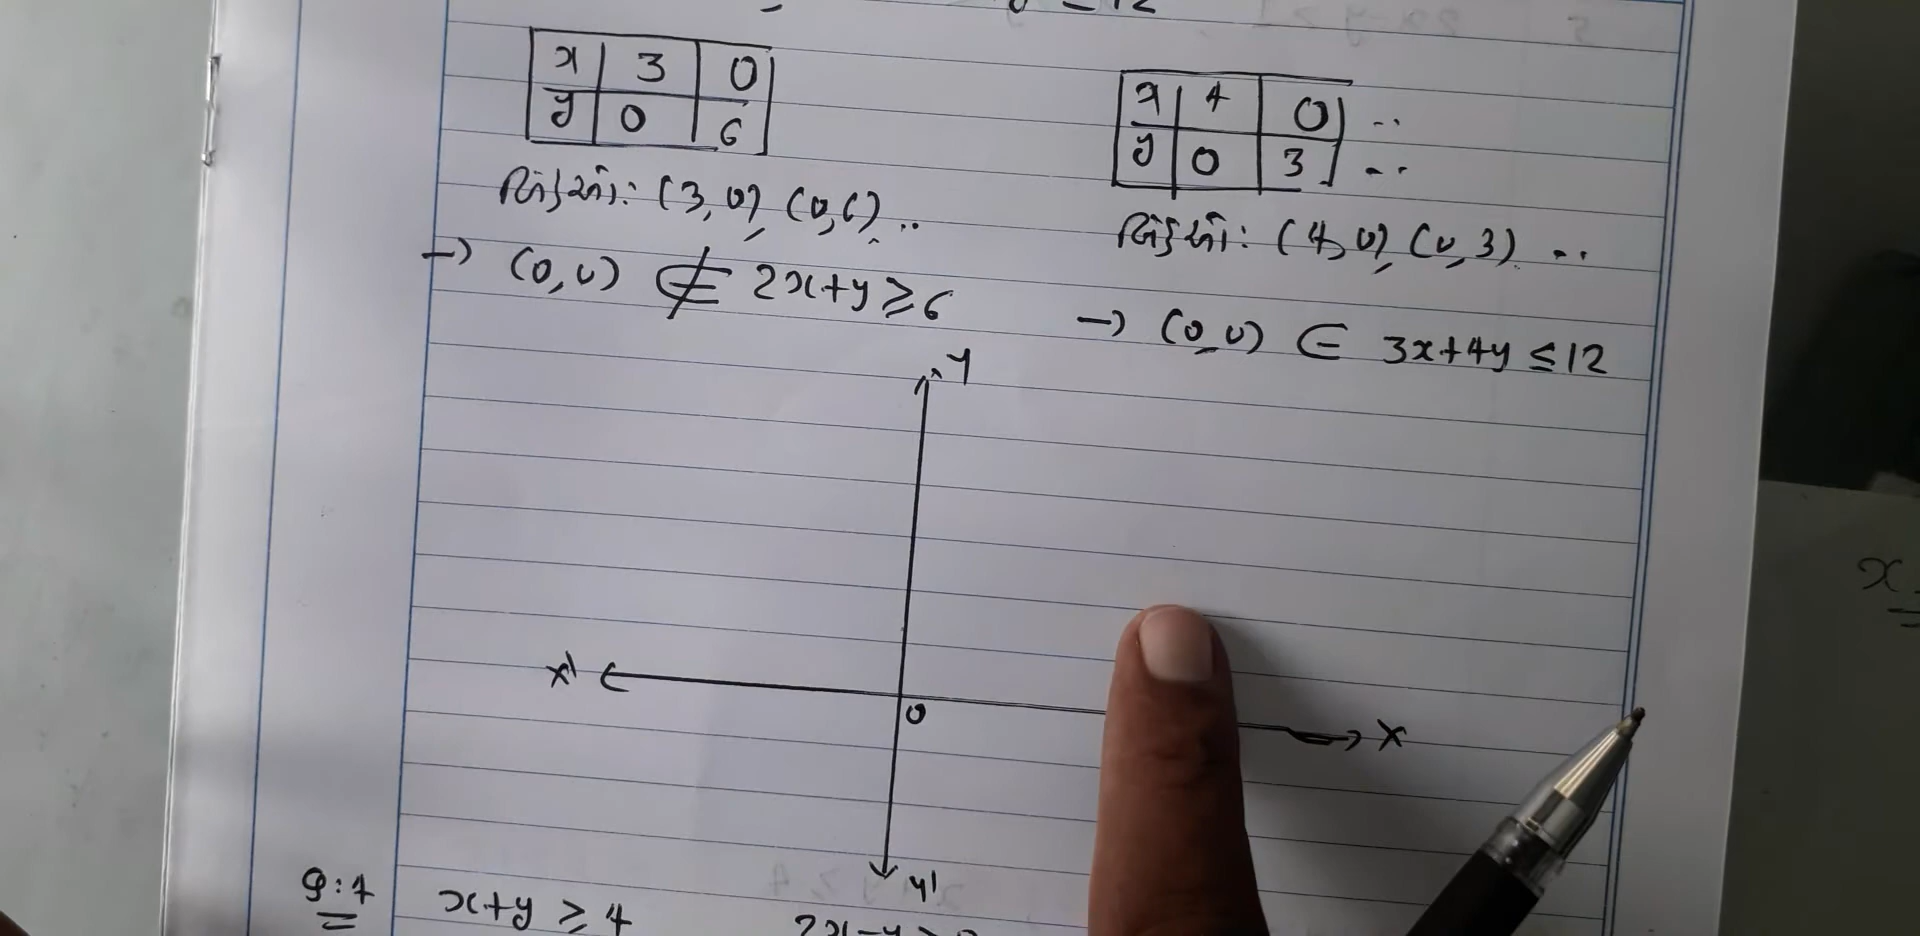 ≤ 12
x 3 0
y 0 6
x 4 0 ..
y 0 3 ..
(3,0), (0,6), ..
(4,0), (0,3) ..
→ (0,0) ∉ 2x+y ≥ 6
→ (0,0) ∈ 3x+4y ≤ 12
Y
X' O X
Y'
Q:4 x+y ≥ 4
x